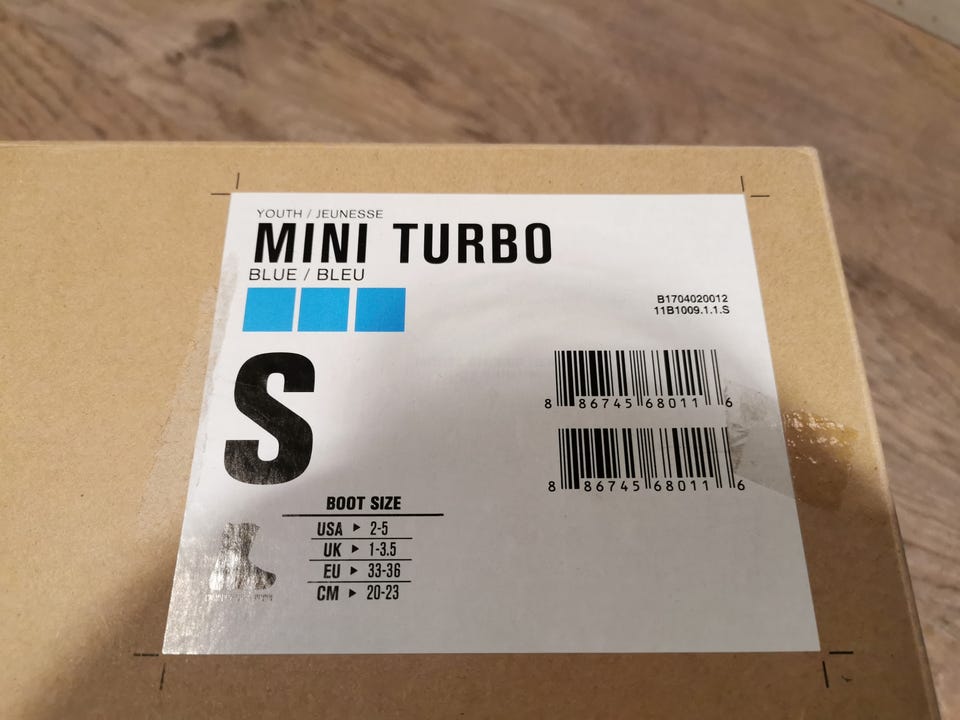 YOUTH / JEUNESSE
MINI TURBO
BLUE / BLEU
B1704020012
11B1009.1.1.S
S
8 86745 68011 6
8 86745 68011 6
BOOT SIZE
USA ▶ 2-5
UK ▶ 1-3.5
EU ▶ 33-36
CM ▶ 20-23